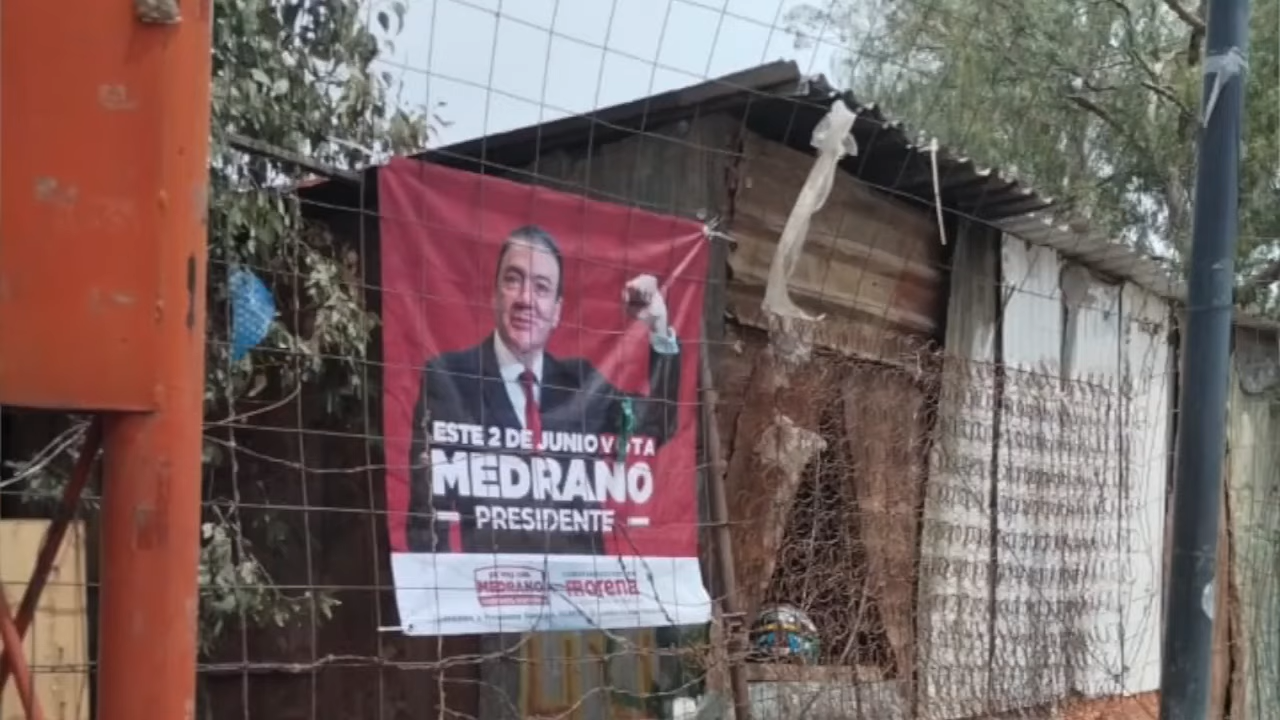 ESTE 2 DE JUNIO VOTA
MEDRANO
PRESIDENTE
MEDRANO
morena